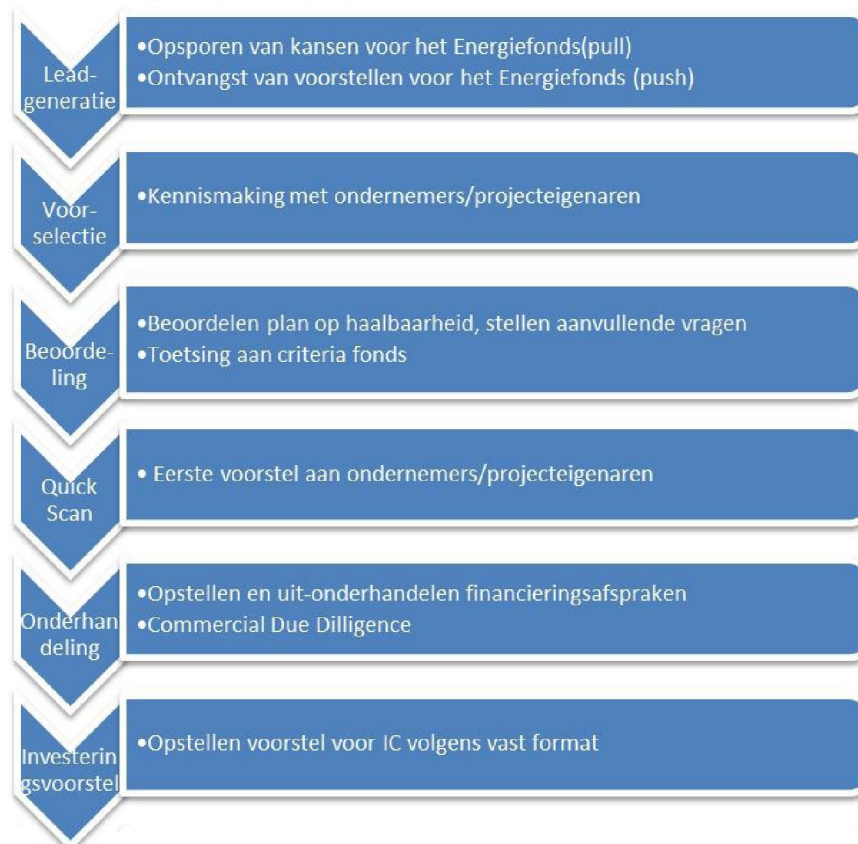 Lead-
generatie
•Opsporen van kansen voor het Energiefonds(pull)
•Ontvangst van voorstellen voor het Energiefonds (push)
Voor-
selectie
•Kennismaking met ondernemers/projecteigenaren
Beoorde-
ling
•Beoordelen plan op haalbaarheid, stellen aanvullende vragen
•Toetsing aan criteria fonds
Quick
Scan
• Eerste voorstel aan ondernemers/projecteigenaren
Onderhan
deling
•Opstellen en uit-onderhandelen financieringsafspraken
•Commercial Due Dilligence
Investerin
gsvoorstel
•Opstellen voorstel voor IC volgens vast format